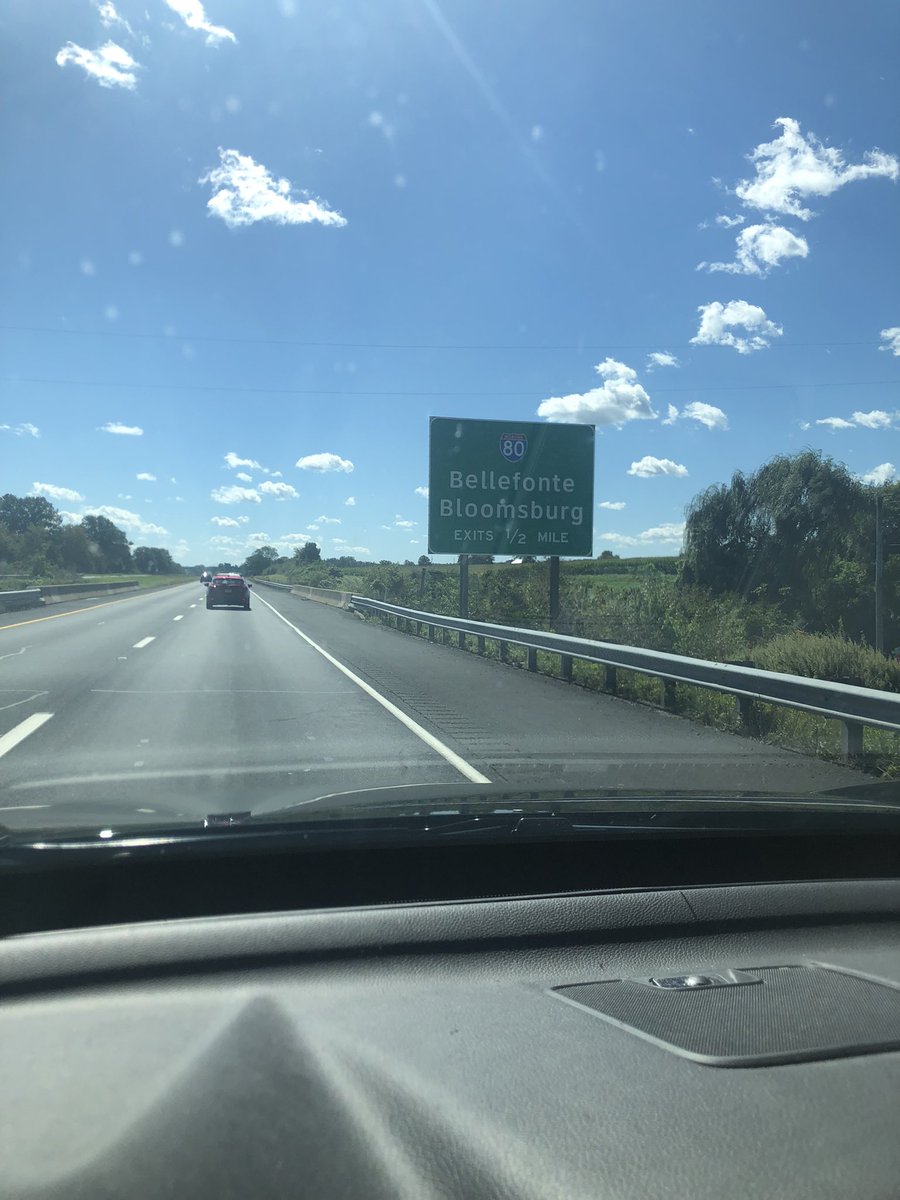 80
Bellefonte
Bloomsburg
EXITS 1/2 MILE